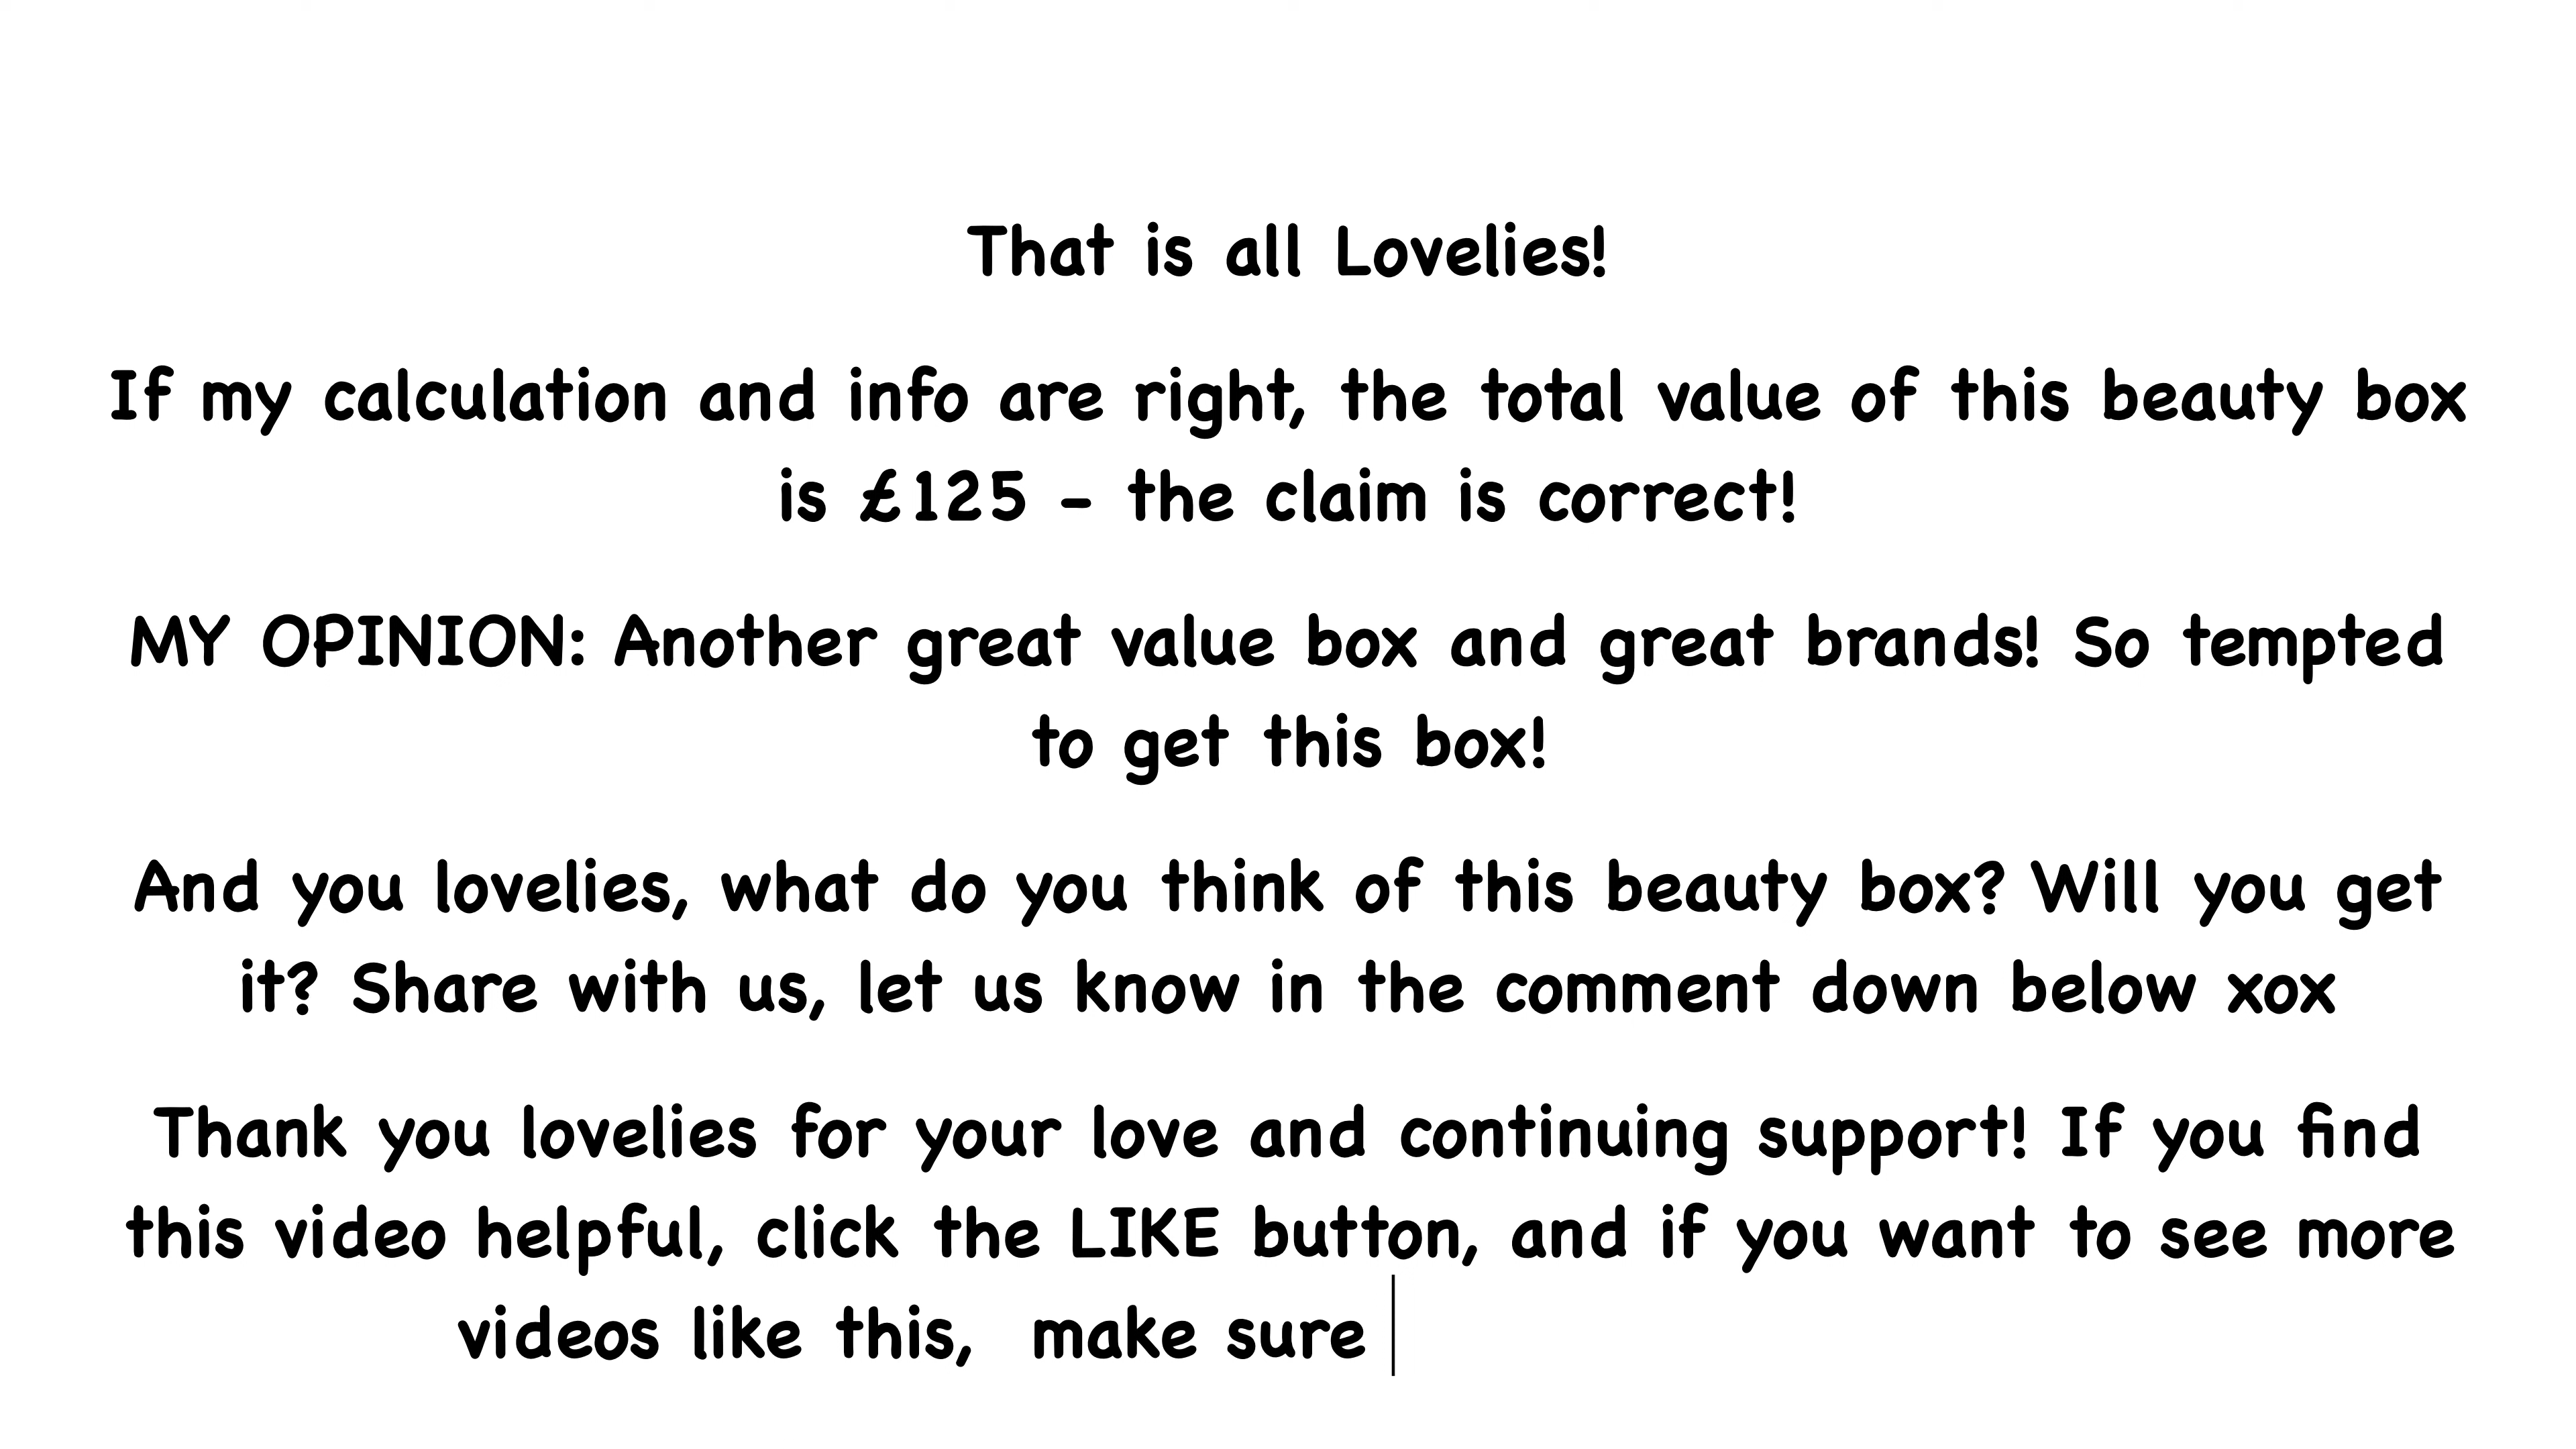 That is all Lovelies!
If my calculation and info are right, the total value of this beauty box
is £125 - the claim is correct!
MY OPINION: Another great value box and great brands! So tempted
to get this box!
And you lovelies, what do you think of this beauty box? Will you get
it? Share with us, let us know in the comment down below xox
Thank you lovelies for your love and continuing support! If you find
this video helpful, click the LIKE button, and if you want to see more
videos like this,  make sure